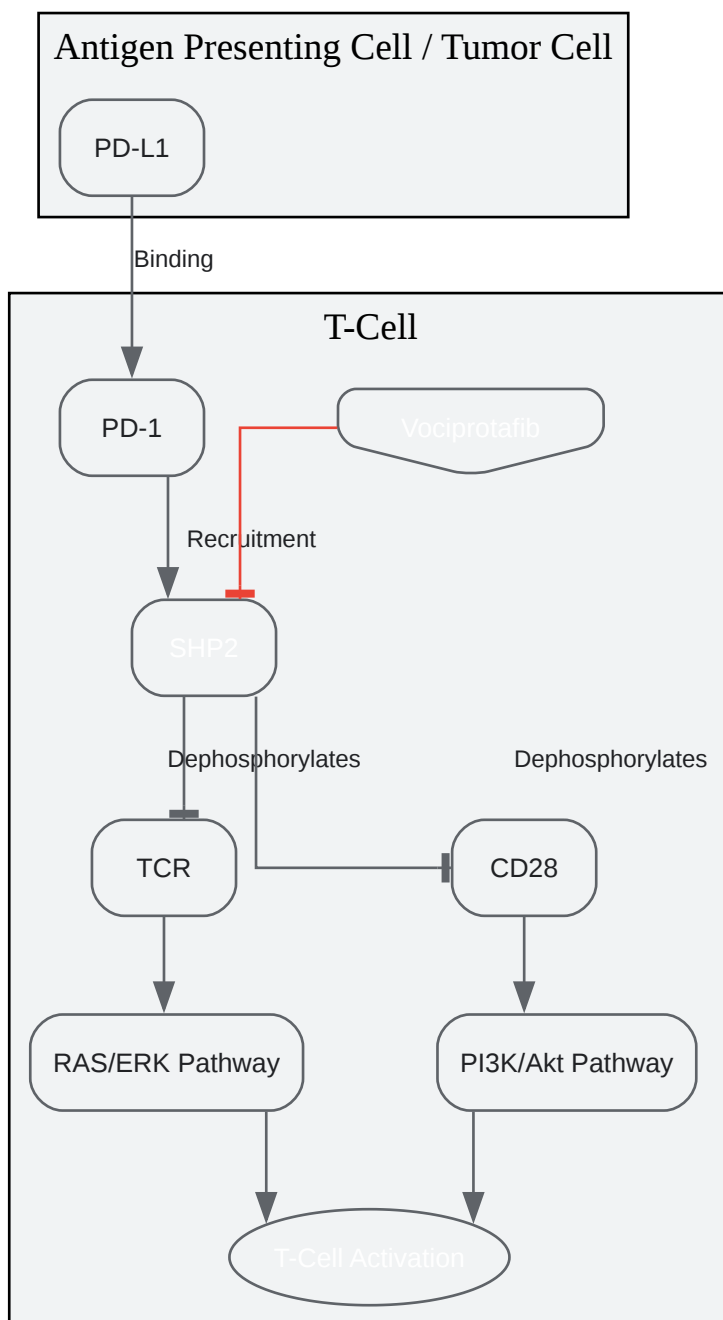 Antigen Presenting Cell / Tumor Cell
PD-L1
Binding
T-Cell
PD-1
Vociprotafib
Recruitment
SHP2
Dephosphorylates
Dephosphorylates
TCR
CD28
RAS/ERK Pathway
PI3K/Akt Pathway
T-Cell Activation